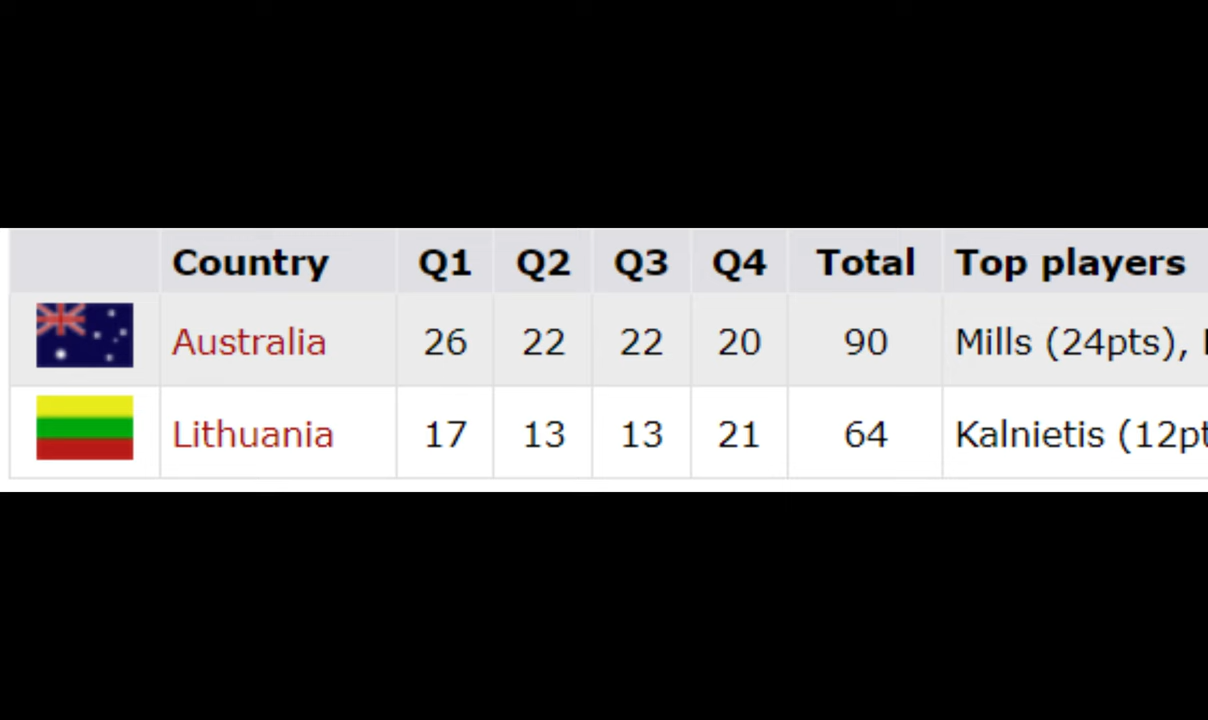 Country Q1 Q2 Q3 Q4 Total Top players
Australia 26 22 22 20 90 Mills (24pts),
Lithuania 17 13 13 21 64 Kalnietis (12pt